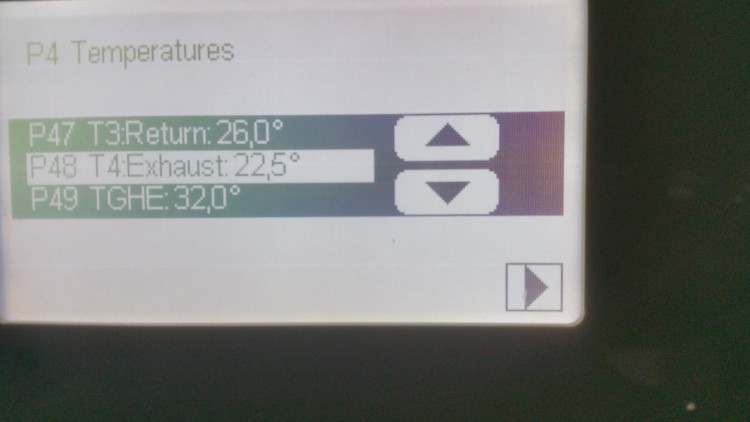 P4 Temperatures
P47 T3:Return: 26,0°
P48 T4:Exhaust: 22,5°
P49 TGHE: 32,0°